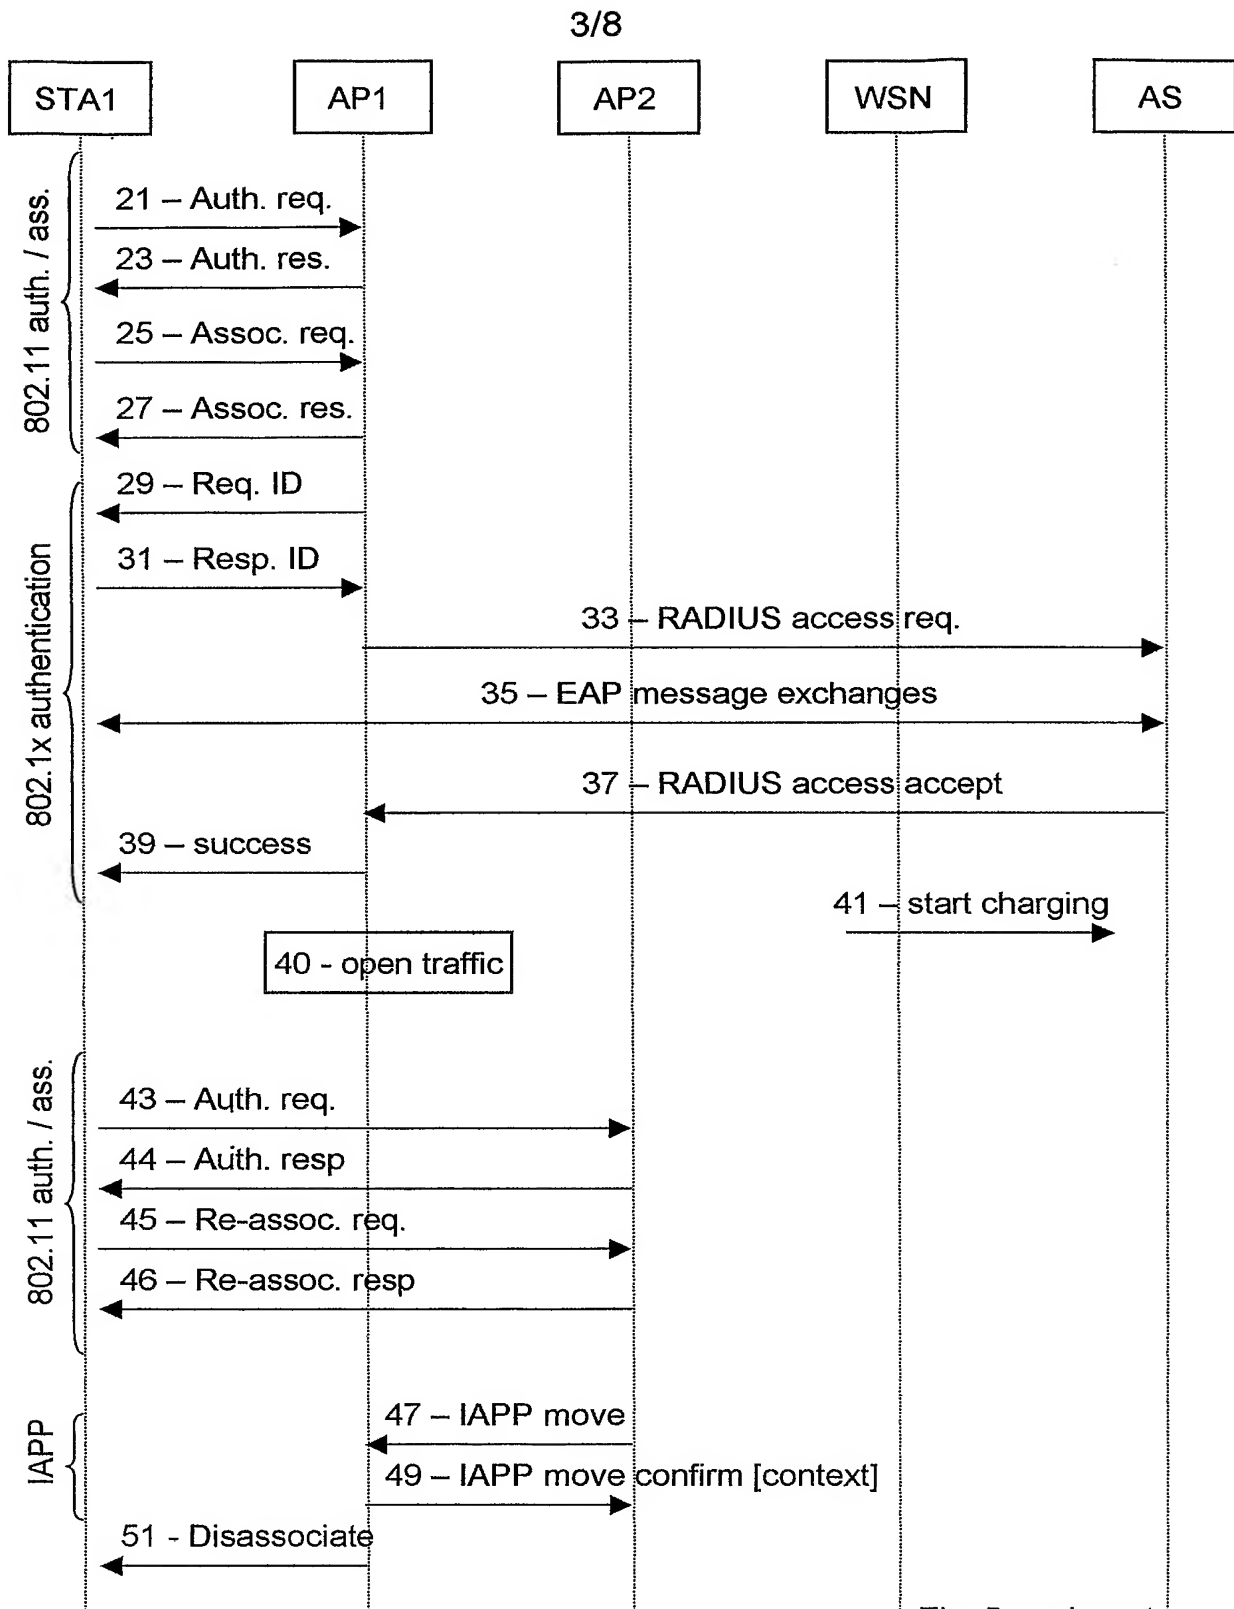 3/8
STA1
AP1
AP2
WSN
AS
802.11 auth. / ass.
21 – Auth. req.
23 – Auth. res.
25 – Assoc. req.
27 – Assoc. res.
802.1x authentication
29 – Req. ID
31 – Resp. ID
33 – RADIUS access req.
35 – EAP message exchanges
37 – RADIUS access accept
39 – success
41 – start charging
40 - open traffic
802.11 auth. / ass.
43 – Auth. req.
44 – Auth. resp
45 – Re-assoc. req.
46 – Re-assoc. resp
IAPP
47 – IAPP move
49 – IAPP move confirm [context]
51 - Disassociate